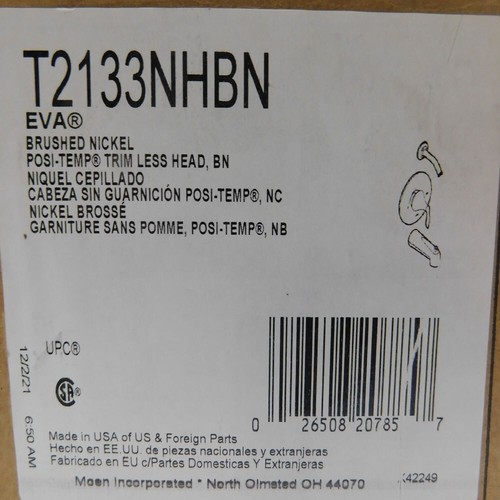 T2133NHBN
EVA®
BRUSHED NICKEL
POSI-TEMP® TRIM LESS HEAD, BN
NIQUEL CEPILLADO
CABEZA SIN GUARNICIÓN POSI-TEMP®, NC
NICKEL BROSSÉ
GARNITURE SANS POMME, POSI-TEMP®, NB
UPC®
12/2/21 6:50 AM
SA®
0 26508 20785 7
Made in USA of US & Foreign Parts
Hecho en EE.UU. de piezas nacionales y extranjeras
Fabricado en EU c/Partes Domesticas Y Extranjeras
Moen Incorporated * North Olmsted OH 44070
42249